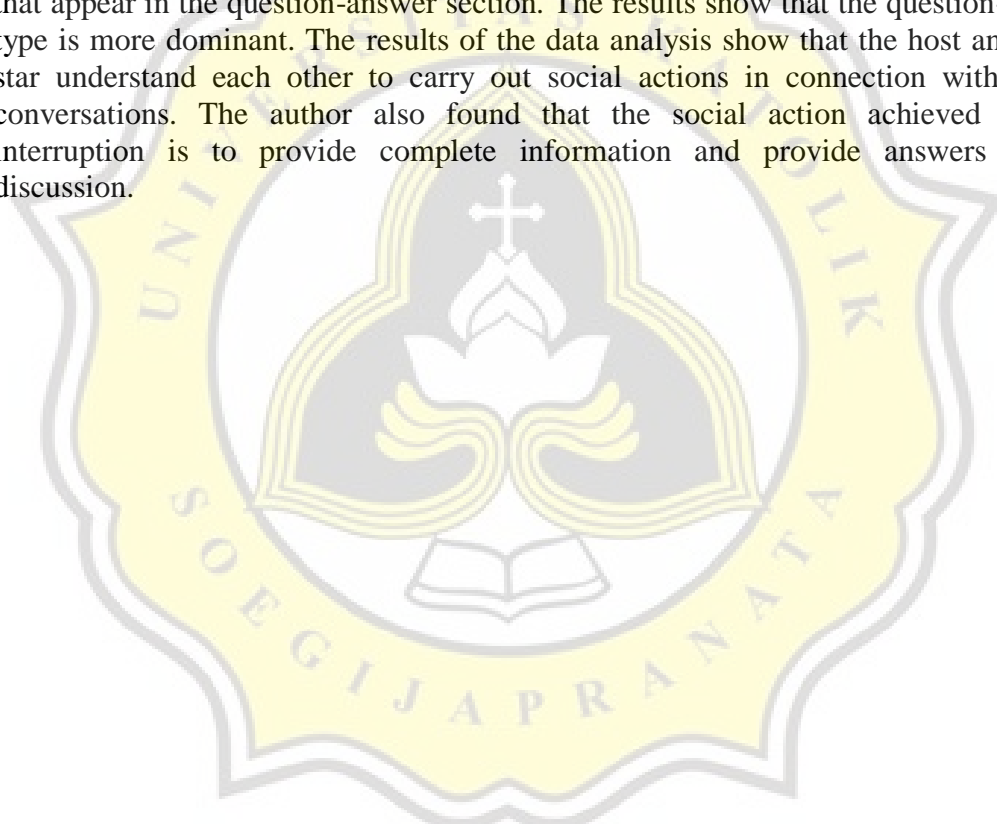 that appear in the question-answer section. The results show that the question-
type is more dominant. The results of the data analysis show that the host an
star understand each other to carry out social actions in connection with
conversations. The author also found that the social action achieved
interruption is to provide complete information and provide answers
discussion.
UNIVERSITAS KATOLIK
SOEGIJAPRANATA